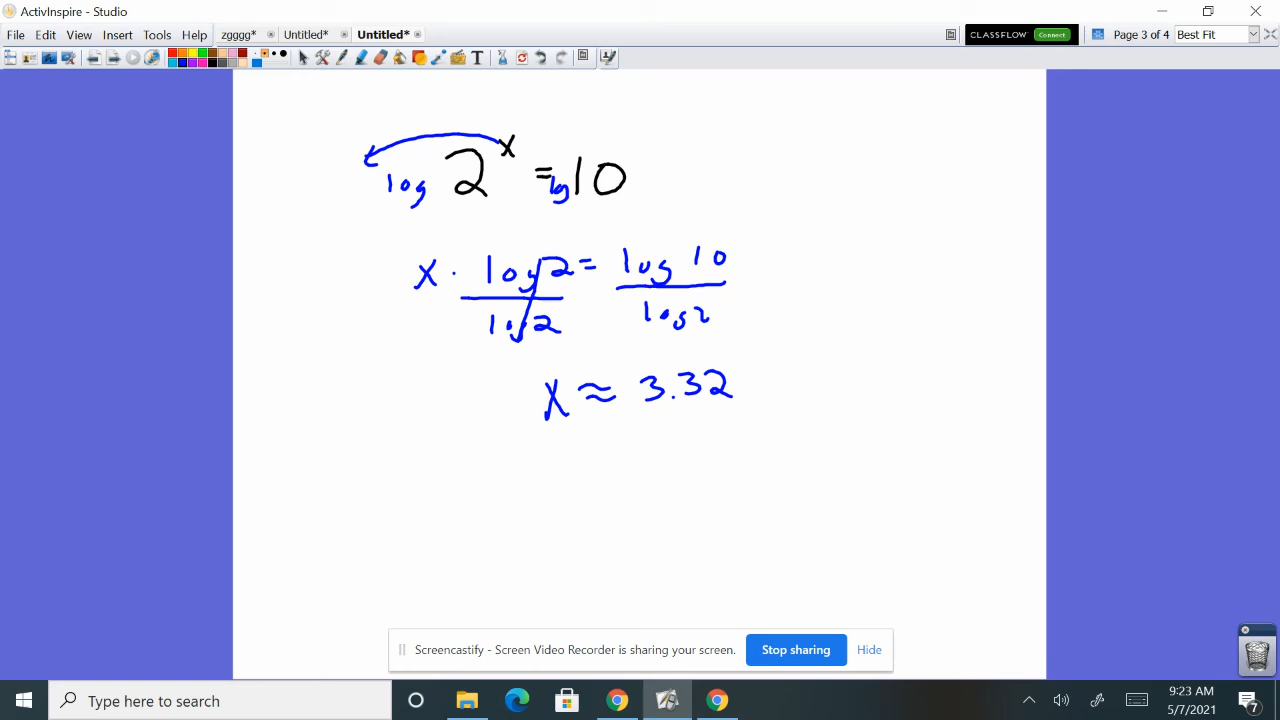 ActivInspire - Studio
File Edit View Insert Tools Help zgggg* Untitled* Untitled* CLASSFLOW Connect Page 3 of 4 Best Fit
log 2^x = lg 10
x · log 2 / log 2 = log 10 / log 2
x ≈ 3.32
Screencastify - Screen Video Recorder is sharing your screen. Stop sharing Hide
Type here to search
9:23 AM
5/7/2021
7